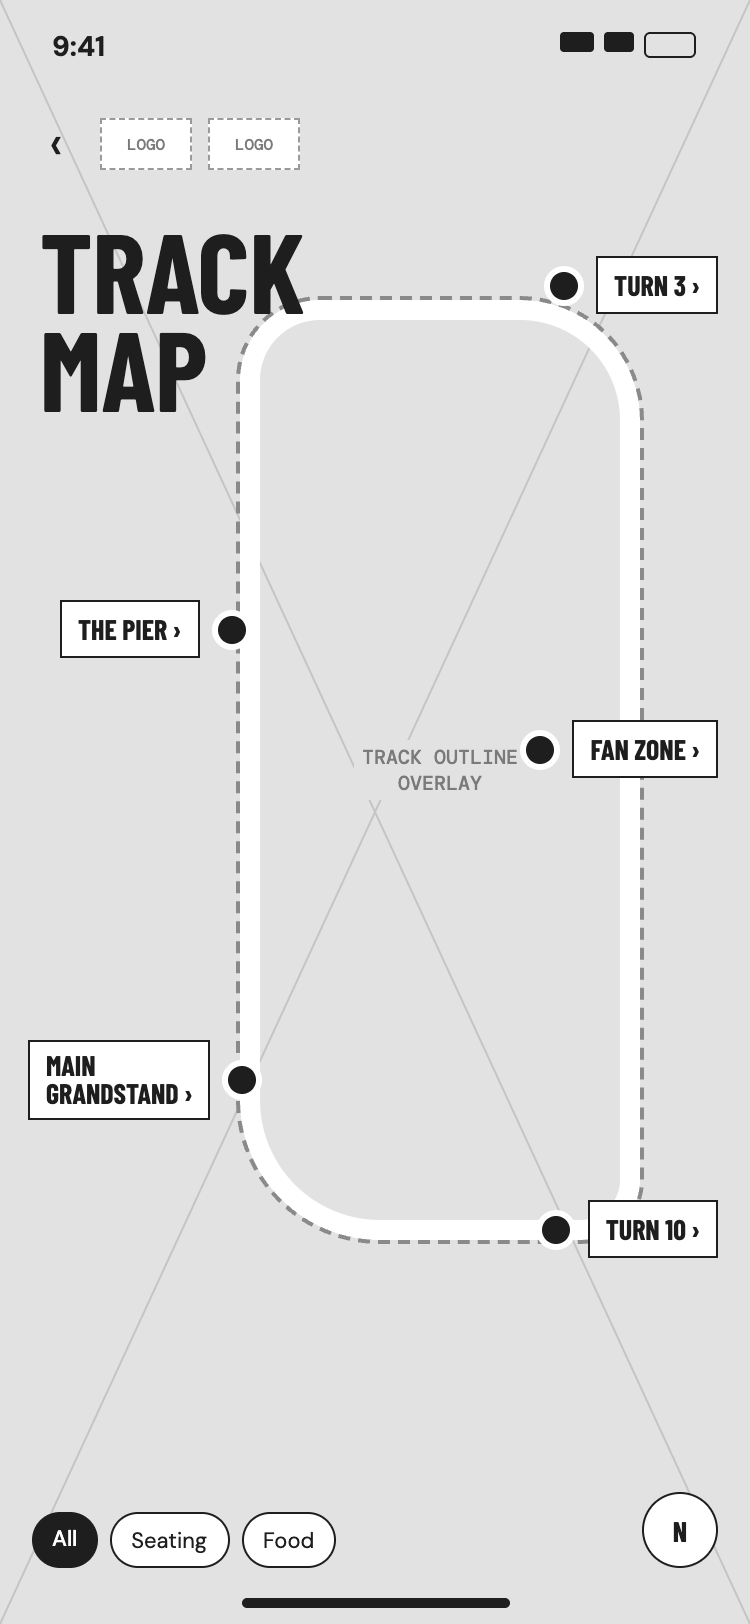 9:41
‹
LOGO LOGO
TRACK
MAP
TURN 3 ›
THE PIER ›
FAN ZONE ›
TRACK OUTLINE
OVERLAY
MAIN
GRANDSTAND ›
TURN 10 ›
All Seating Food
N